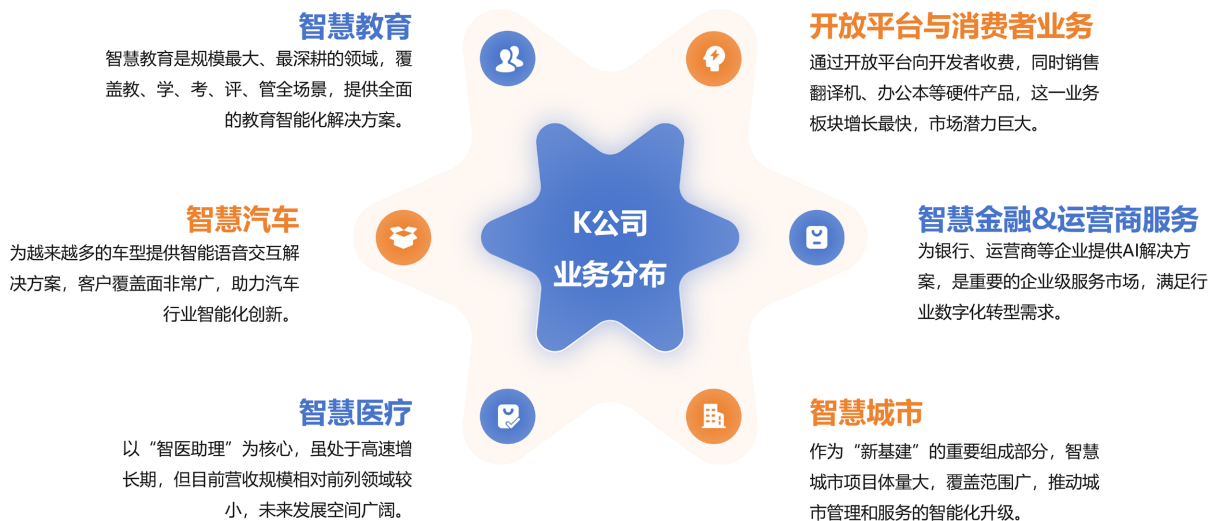 智慧教育
智慧教育是规模最大、最深耕的领域，覆
盖教、学、考、评、管全场景，提供全面
的教育智能化解决方案。
开放平台与消费者业务
通过开放平台向开发者收费，同时销售
翻译机、办公本等硬件产品，这一业务
板块增长最快，市场潜力巨大。
智慧汽车
为越来越多的车型提供智能语音交互解
决方案，客户覆盖面非常广，助力汽车
行业智能化创新。
K公司
业务分布
智慧金融&运营商服务
为银行、运营商等企业提供AI解决方
案，是重要的企业级服务市场，满足行
业数字化转型需求。
智慧医疗
以“智医助理”为核心，虽处于高速增
长期，但目前营收规模相对前列领域较
小，未来发展空间广阔。
智慧城市
作为“新基建”的重要组成部分，智慧
城市项目体量大，覆盖范围广，推动城
市管理和服务的智能化升级。